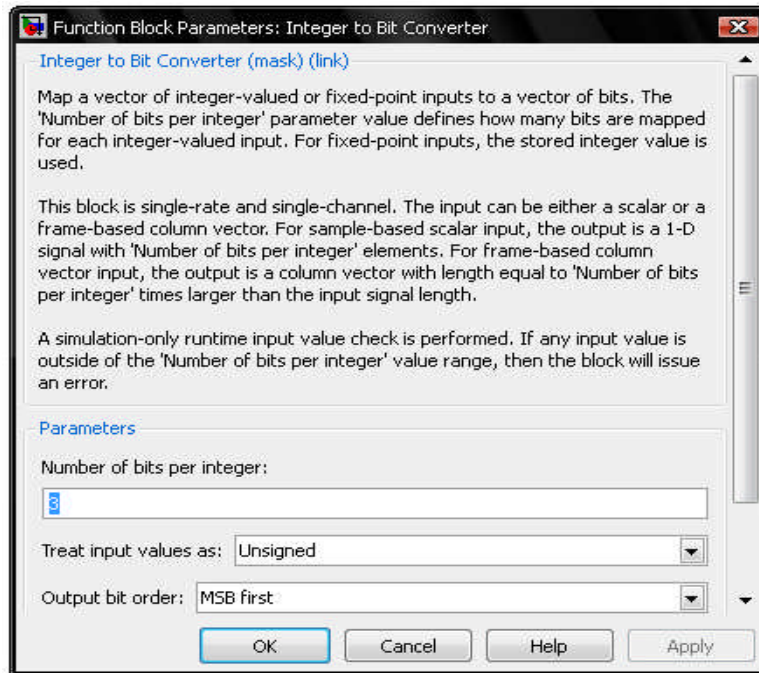 Function Block Parameters: Integer to Bit Converter
Integer to Bit Converter (mask) (link)
Map a vector of integer-valued or fixed-point inputs to a vector of bits. The
'Number of bits per integer' parameter value defines how many bits are mapped
for each integer-valued input. For fixed-point inputs, the stored integer value is
used.
This block is single-rate and single-channel. The input can be either a scalar or a
frame-based column vector. For sample-based scalar input, the output is a 1-D
signal with 'Number of bits per integer' elements. For frame-based column
vector input, the output is a column vector with length equal to 'Number of bits
per integer' times larger than the input signal length.
A simulation-only runtime input value check is performed. If any input value is
outside of the 'Number of bits per integer' value range, then the block will issue
an error.
Parameters
Number of bits per integer:
3
Treat input values as: Unsigned
Output bit order: MSB first
OK Cancel Help Apply